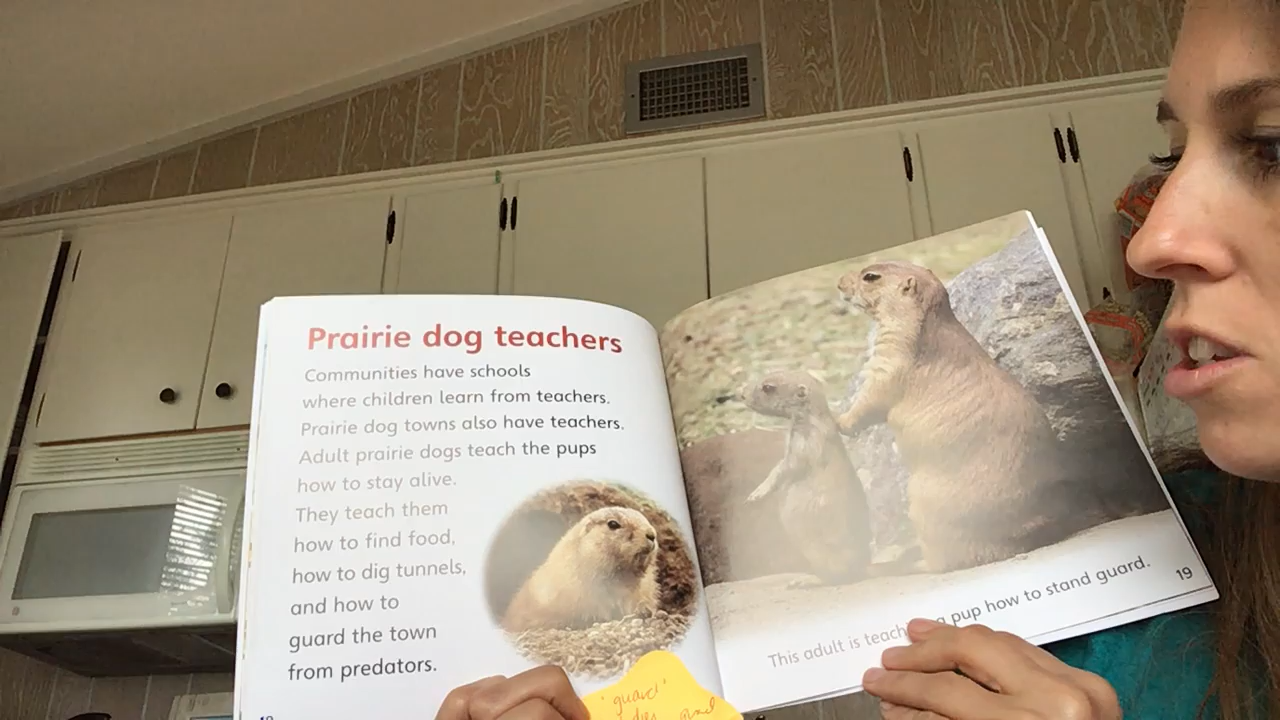 Prairie dog teachers
Communities have schools
where children learn from teachers.
Prairie dog towns also have teachers.
Adult prairie dogs teach the pups
how to stay alive.
They teach them
how to find food,
how to dig tunnels,
and how to
guard the town
from predators.
"guard"
This adult is teaching a pup how to stand guard.
19